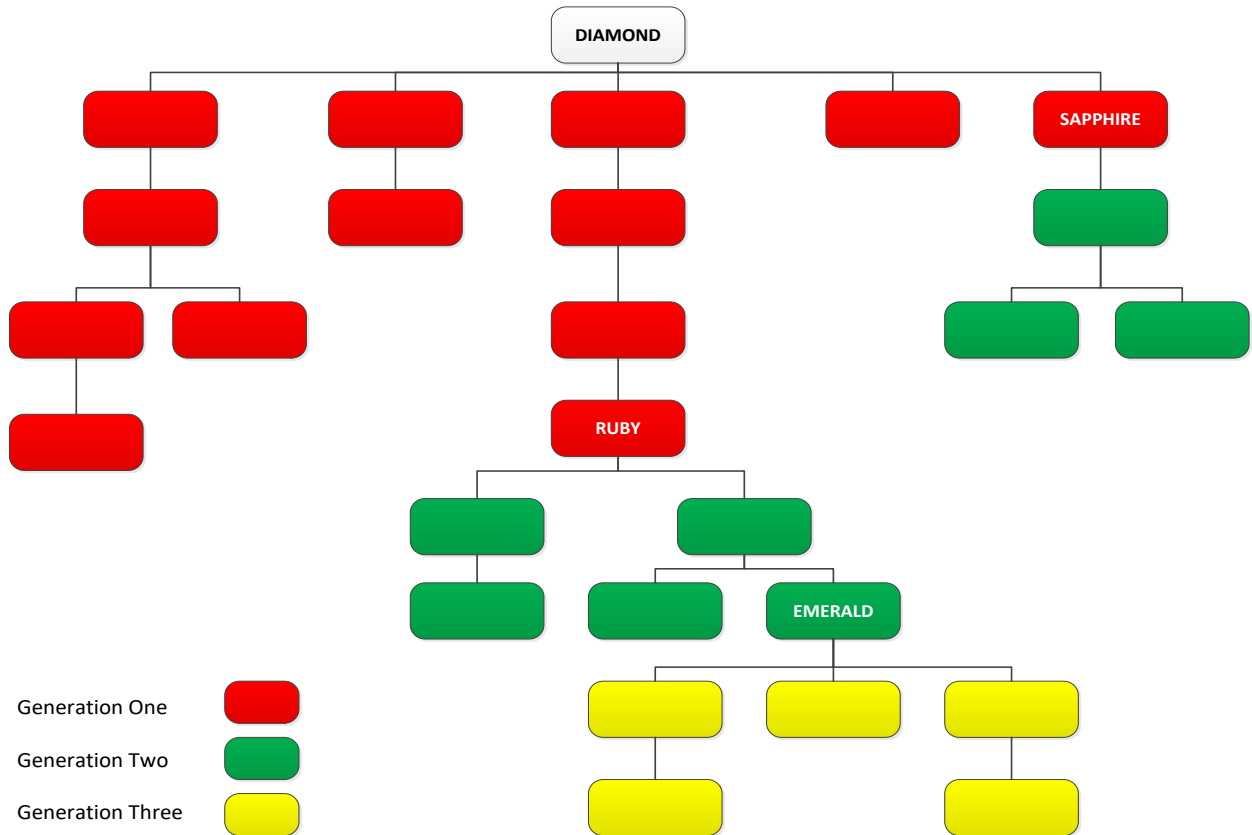 DIAMOND
SAPPHIRE
RUBY
EMERALD
Generation One
Generation Two
Generation Three